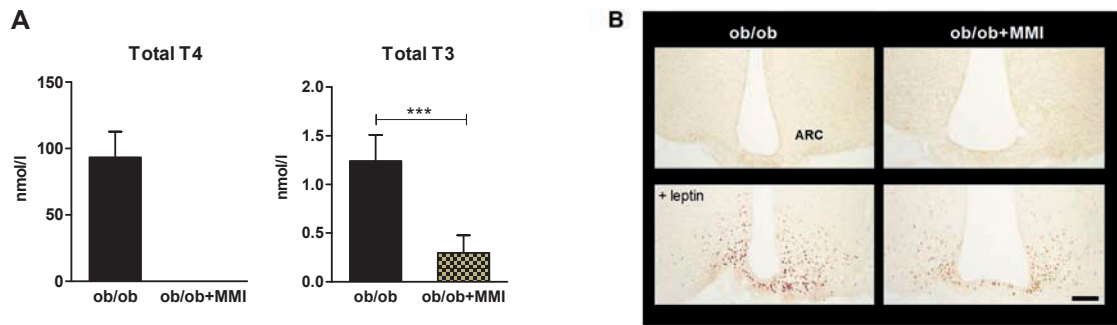 A
Total T4
nmol/l
150
100
50
0
ob/ob
ob/ob+MMI
Total T3
nmol/l
2.0
1.5
1.0
0.5
0.0
***
ob/ob
ob/ob+MMI
B
ob/ob
ob/ob+MMI
ARC
+ leptin